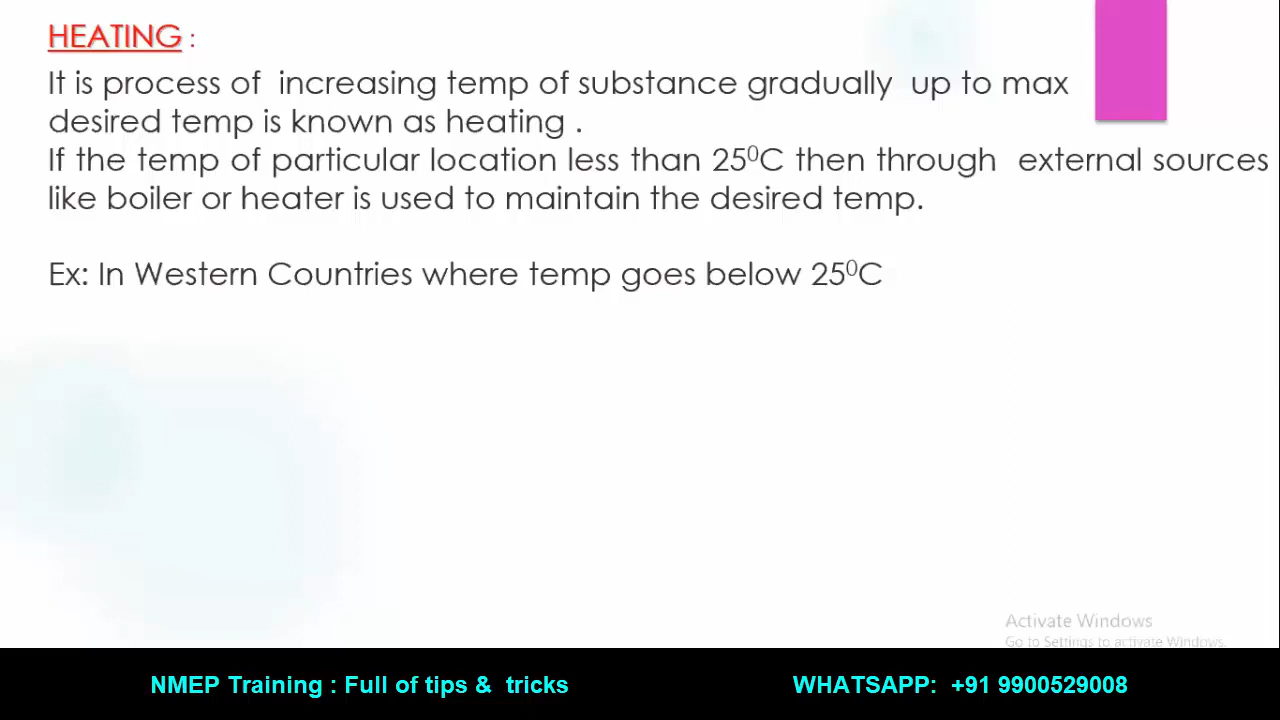 HEATING :
It is process of increasing temp of substance gradually up to max
desired temp is known as heating .
If the temp of particular location less than 25⁰C then through external sources
like boiler or heater is used to maintain the desired temp.
Ex: In Western Countries where temp goes below 25⁰C
Activate Windows
Go to Settings to activate Windows.
NMEP Training : Full of tips & tricks
WHATSAPP: +91 9900529008